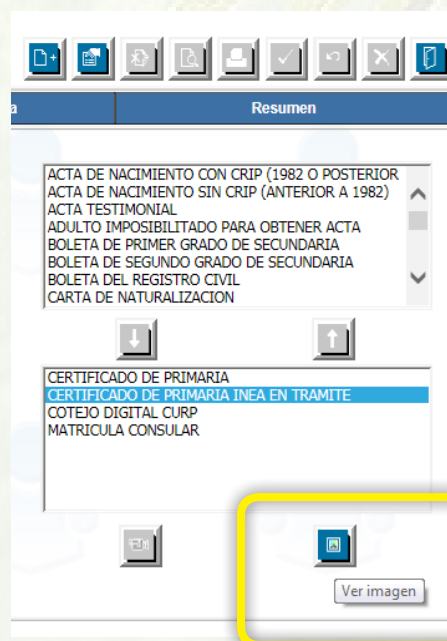 a
Resumen
ACTA DE NACIMIENTO CON CRIP (1982 O POSTERIOR
ACTA DE NACIMIENTO SIN CRIP (ANTERIOR A 1982)
ACTA TESTIMONIAL
ADULTO IMPOSIBILITADO PARA OBTENER ACTA
BOLETA DE PRIMER GRADO DE SECUNDARIA
BOLETA DE SEGUNDO GRADO DE SECUNDARIA
BOLETA DEL REGISTRO CIVIL
CARTA DE NATURALIZACION
CERTIFICADO DE PRIMARIA
CERTIFICADO DE PRIMARIA INEA EN TRAMITE
COTEJO DIGITAL CURP
MATRICULA CONSULAR
Ver imagen